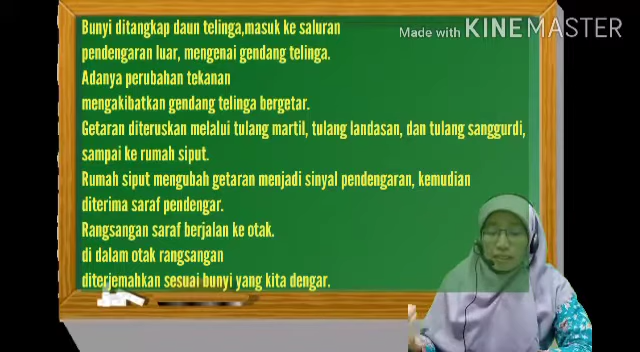 Bunyi ditangkap daun telinga,masuk ke saluran
pendengaran luar, mengenai gendang telinga.
Adanya perubahan tekanan
mengakibatkan gendang telinga bergetar.
Getaran diteruskan melalui tulang martil, tulang landasan, dan tulang sanggurdi,
sampai ke rumah siput.
Rumah siput mengubah getaran menjadi sinyal pendengaran, kemudian
diterima saraf pendengar.
Rangsangan saraf berjalan ke otak.
di dalam otak rangsangan
diterjemahkan sesuai bunyi yang kita dengar.
Made with KINEMASTER